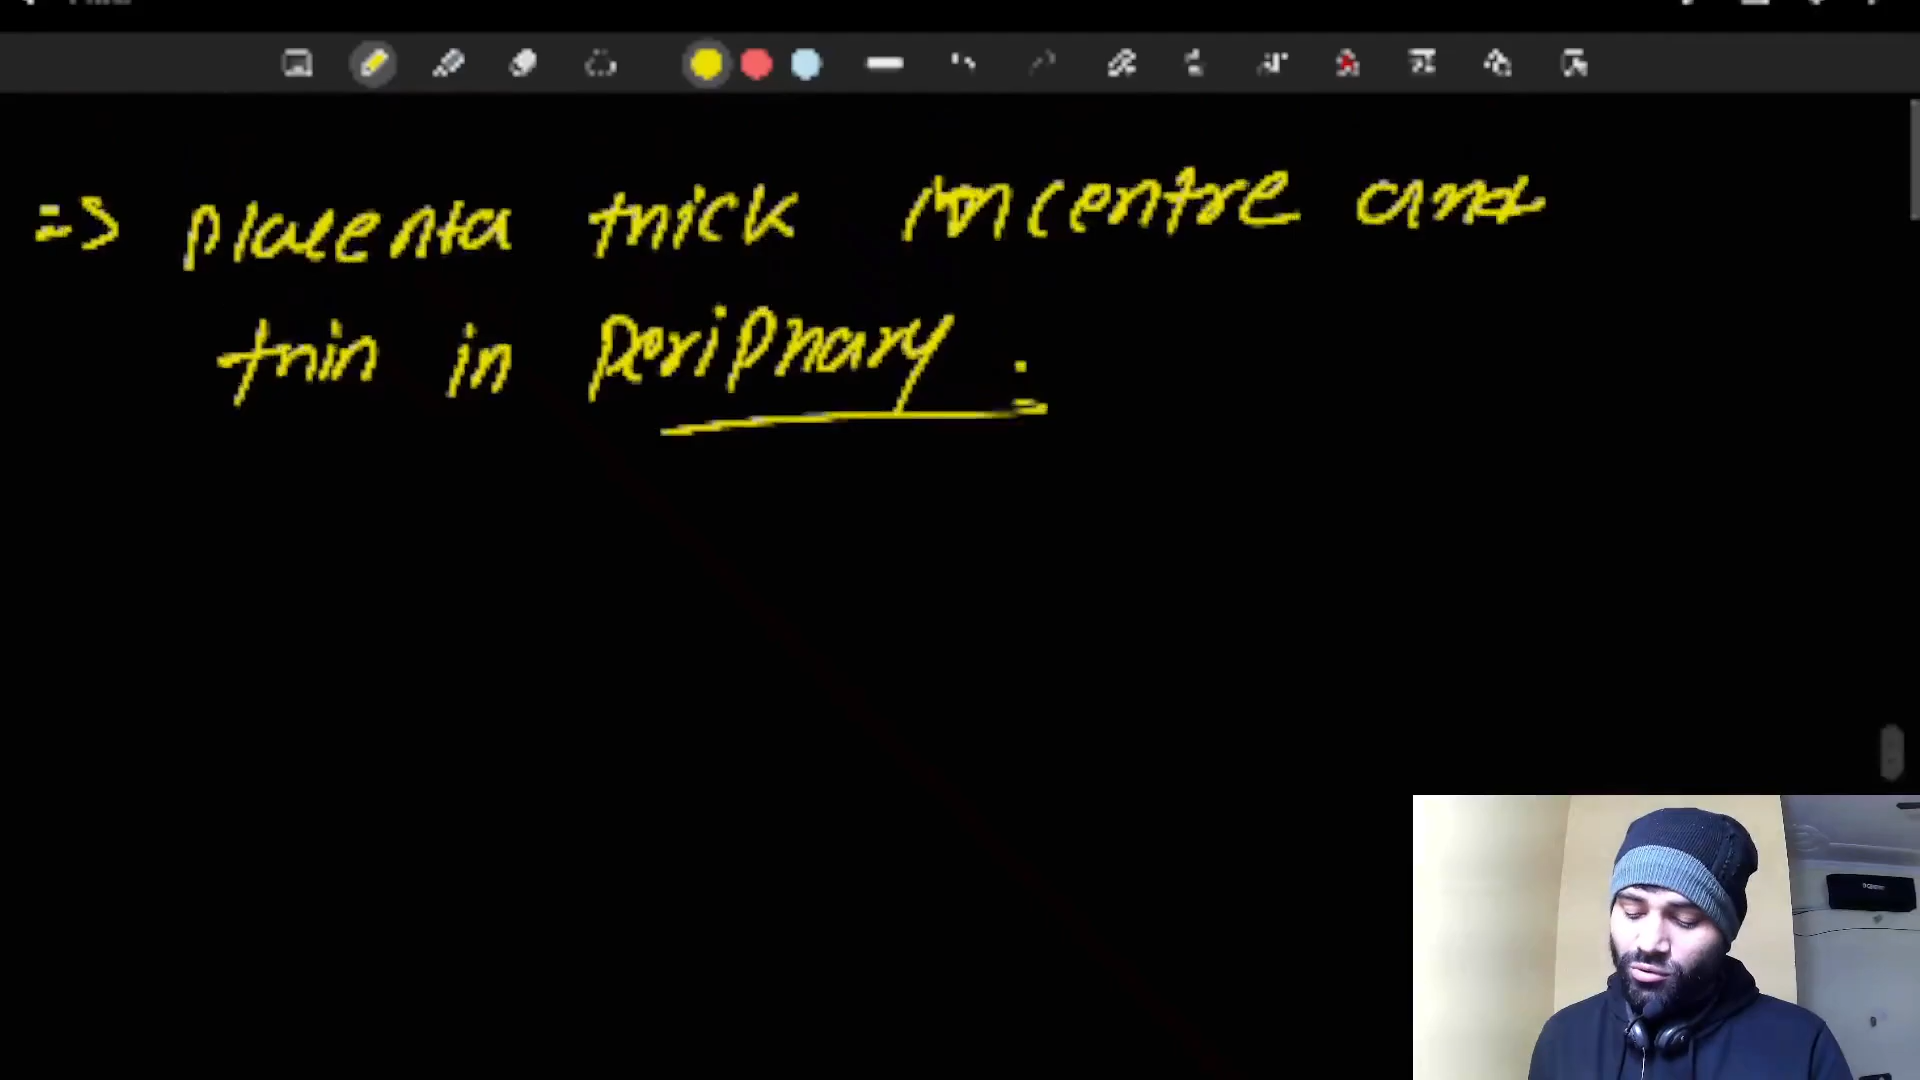 => placenta thick in centre and
thin in periphary .